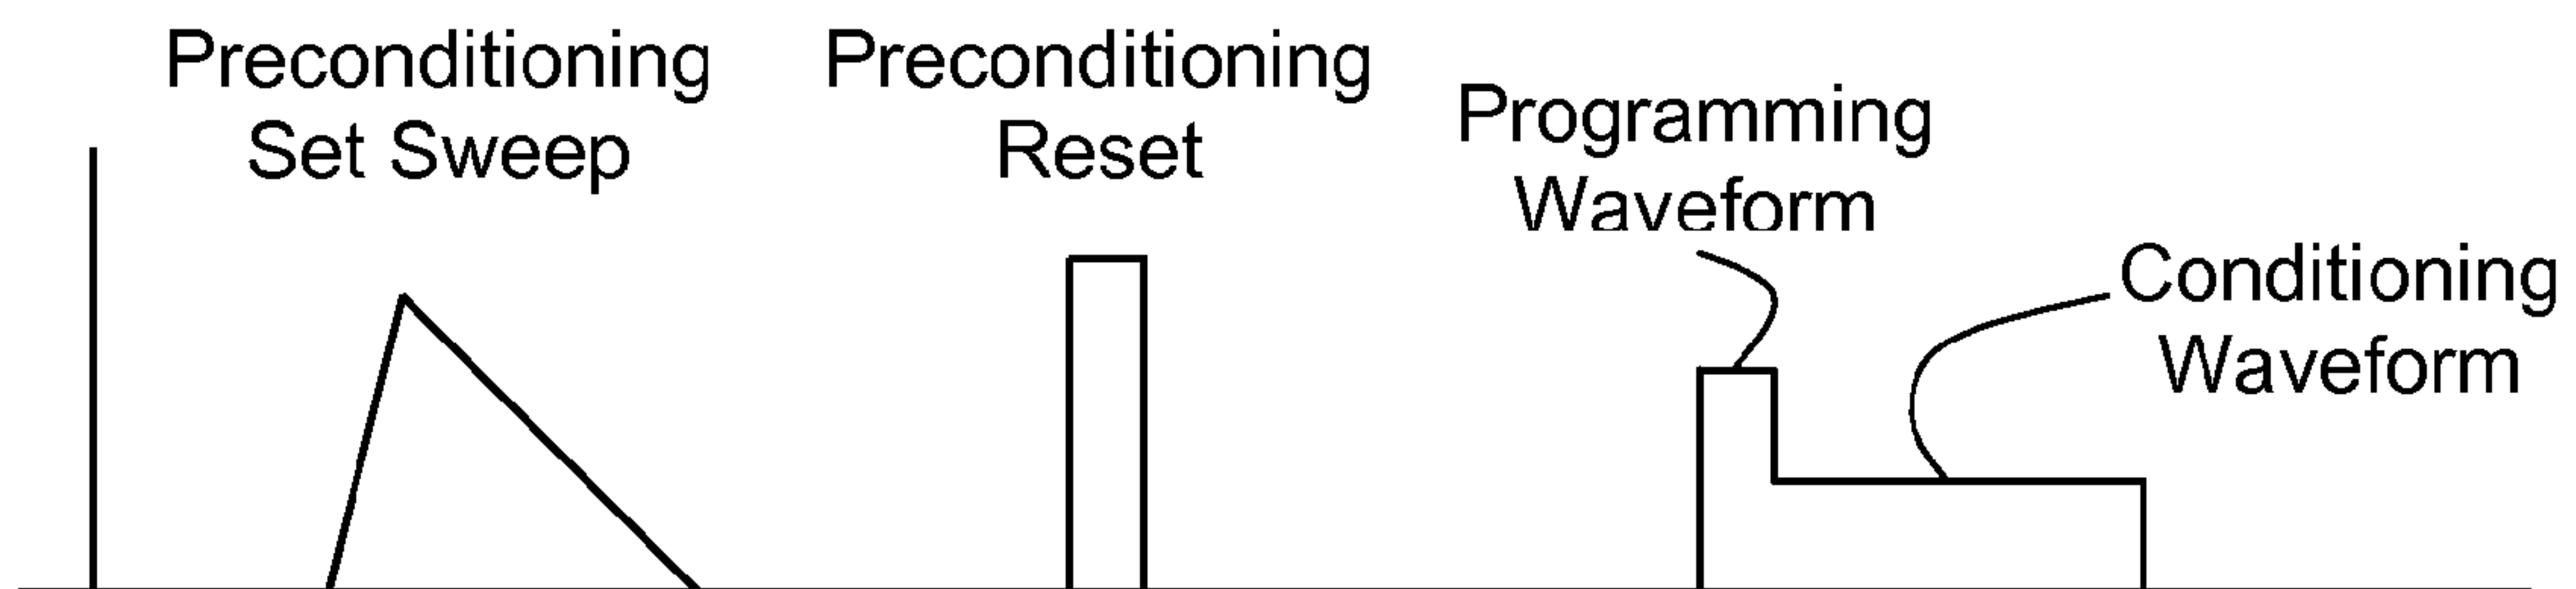 Preconditioning
Set Sweep
Preconditioning
Reset
Programming
Waveform
Conditioning
Waveform